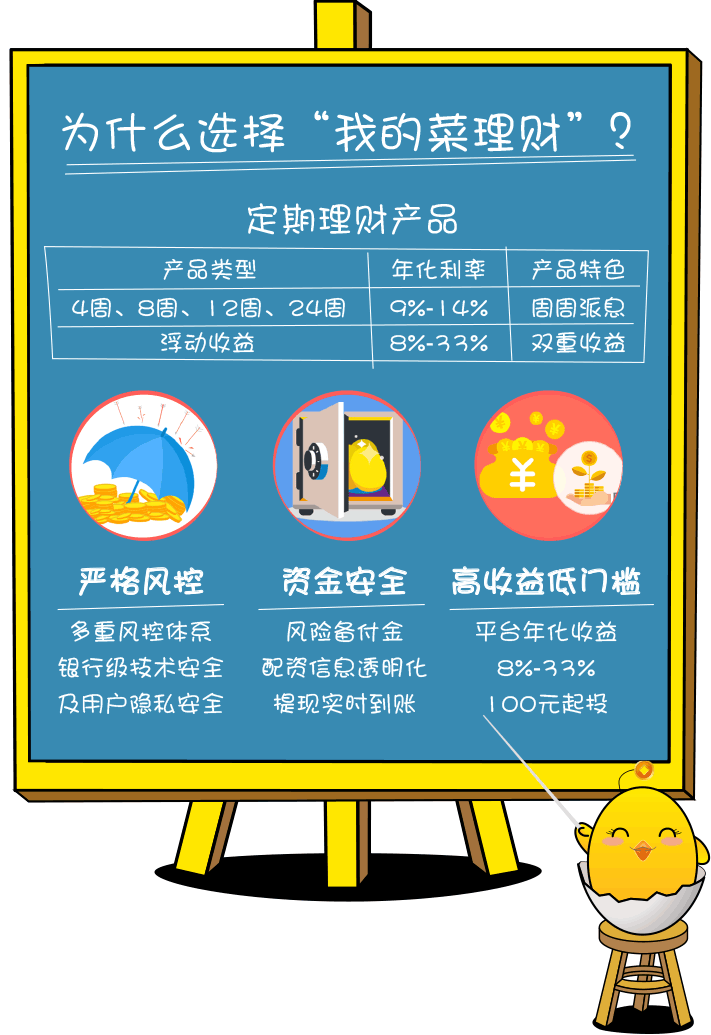 为什么选择“我的菜理财”？
定期理财产品
产品类型 年化利率 产品特色
4周、8周、12周、24周 9%-14% 周周派息
浮动收益 8%-33% 双重收益
¥
$
严格风控 资金安全 高收益低门槛
多重风控体系 风险备付金 平台年化收益
银行级技术安全 配资信息透明化 8%-33%
及用户隐私安全 提现实时到账 100元起投